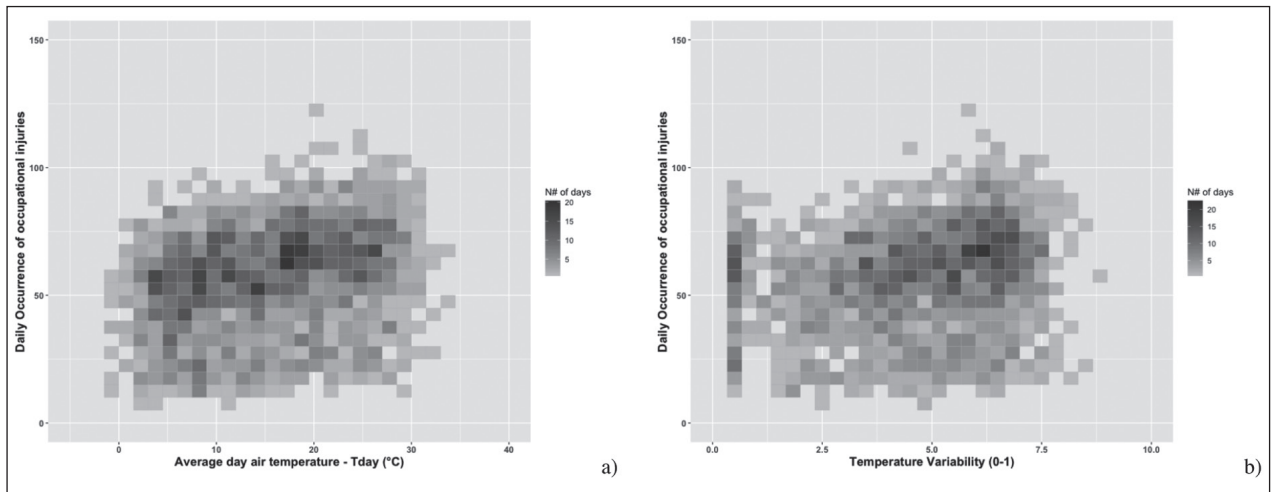 150
100
50
0
Daily Occurrence of occupational injuries
0 10 20 30 40
Average day air temperature - Tday (°C)
N# of days
20
15
10
5
a)
150
100
50
0
Daily Occurrence of occupational injuries
0.0 2.5 5.0 7.5 10.0
Temperature Variability (0-1)
N# of days
20
15
10
5
b)